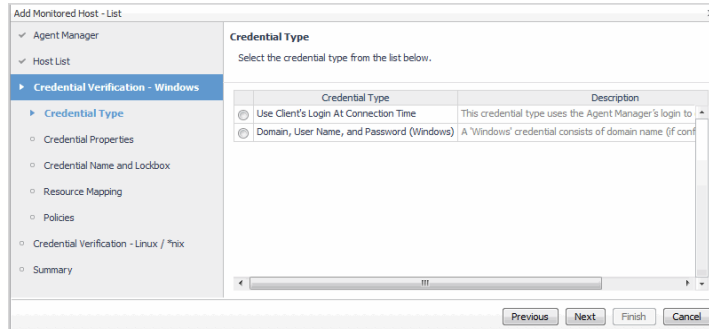 Add Monitored Host - List
Agent Manager
Host List
Credential Verification - Windows
Credential Type
Credential Properties
Credential Name and Lockbox
Resource Mapping
Policies
Credential Verification - Linux / *nix
Summary
Credential Type
Select the credential type from the list below.
Credential Type Description
Use Client's Login At Connection Time This credential type uses the Agent Manager's login to
Domain, User Name, and Password (Windows) A 'Windows' credential consists of domain name (if conf
Previous Next Finish Cancel